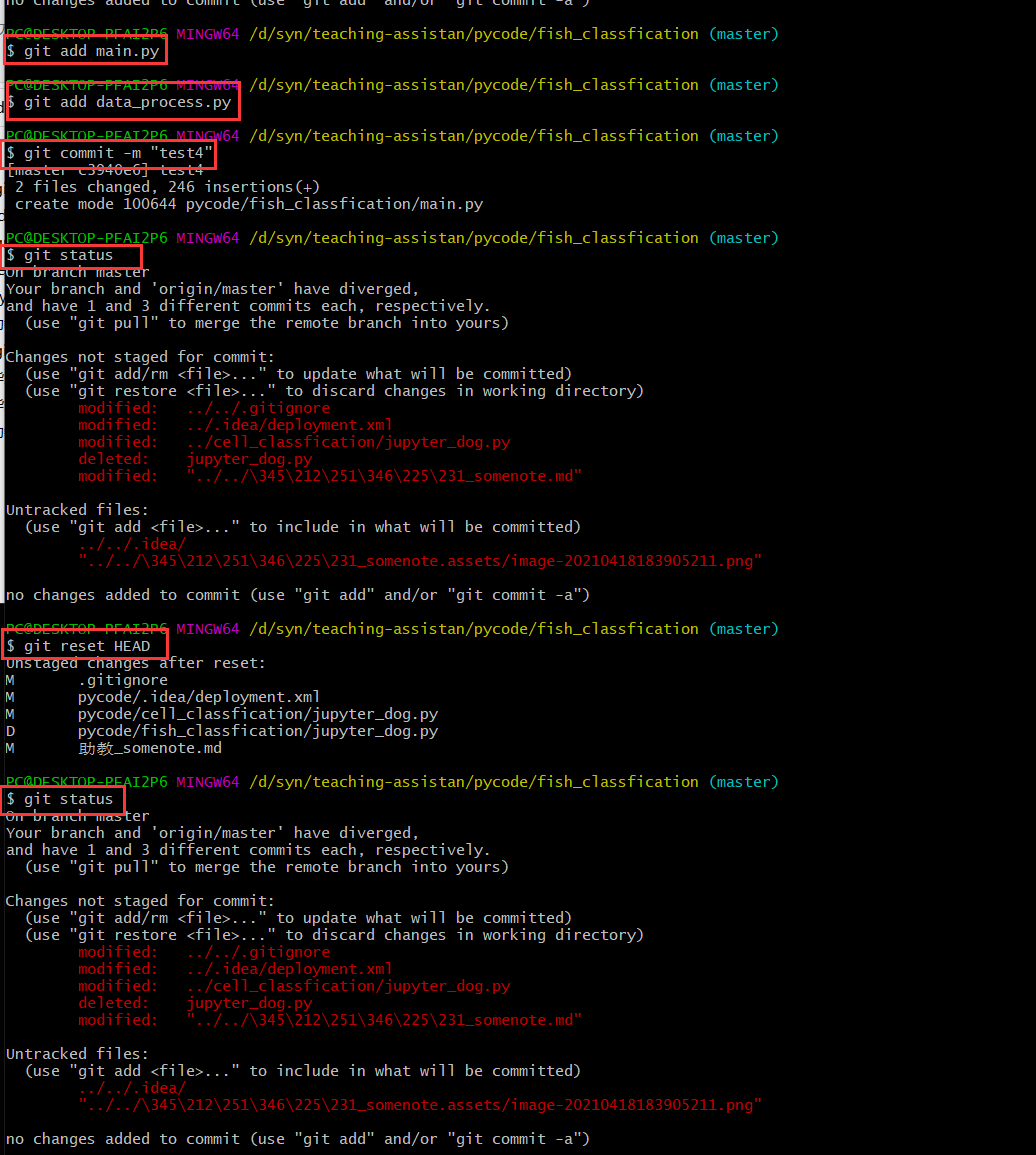 no changes added to commit (use "git add" and/or "git commit -a")
PC@DESKTOP-PFAI2P6 MINGW64 /d/syn/teaching-assistan/pycode/fish_classfication (master)
$ git add main.py
PC@DESKTOP-PFAI2P6 MINGW64 /d/syn/teaching-assistan/pycode/fish_classfication (master)
$ git add data_process.py
PC@DESKTOP-PFAI2P6 MINGW64 /d/syn/teaching-assistan/pycode/fish_classfication (master)
$ git commit -m "test4"
[master c3940e6] test4
2 files changed, 246 insertions(+)
create mode 100644 pycode/fish_classfication/main.py
PC@DESKTOP-PFAI2P6 MINGW64 /d/syn/teaching-assistan/pycode/fish_classfication (master)
$ git status
On branch master
Your branch and 'origin/master' have diverged,
and have 1 and 3 different commits each, respectively.
(use "git pull" to merge the remote branch into yours)
Changes not staged for commit:
(use "git add/rm <file>..." to update what will be committed)
(use "git restore <file>..." to discard changes in working directory)
modified: ../../.gitignore
modified: ../.idea/deployment.xml
modified: ../cell_classfication/jupyter_dog.py
deleted: jupyter_dog.py
modified: "../../\345\212\251\346\225\231_somenote.md"
Untracked files:
(use "git add <file>..." to include in what will be committed)
../../.idea/
"../../\345\212\251\346\225\231_somenote.assets/image-20210418183905211.png"
no changes added to commit (use "git add" and/or "git commit -a")
PC@DESKTOP-PFAI2P6 MINGW64 /d/syn/teaching-assistan/pycode/fish_classfication (master)
$ git reset HEAD
Unstaged changes after reset:
M .gitignore
M pycode/.idea/deployment.xml
M pycode/cell_classfication/jupyter_dog.py
D pycode/fish_classfication/jupyter_dog.py
M 助教_somenote.md
PC@DESKTOP-PFAI2P6 MINGW64 /d/syn/teaching-assistan/pycode/fish_classfication (master)
$ git status
On branch master
Your branch and 'origin/master' have diverged,
and have 1 and 3 different commits each, respectively.
(use "git pull" to merge the remote branch into yours)
Changes not staged for commit:
(use "git add/rm <file>..." to update what will be committed)
(use "git restore <file>..." to discard changes in working directory)
modified: ../../.gitignore
modified: ../.idea/deployment.xml
modified: ../cell_classfication/jupyter_dog.py
deleted: jupyter_dog.py
modified: "../../\345\212\251\346\225\231_somenote.md"
Untracked files:
(use "git add <file>..." to include in what will be committed)
../../.idea/
"../../\345\212\251\346\225\231_somenote.assets/image-20210418183905211.png"
no changes added to commit (use "git add" and/or "git commit -a")